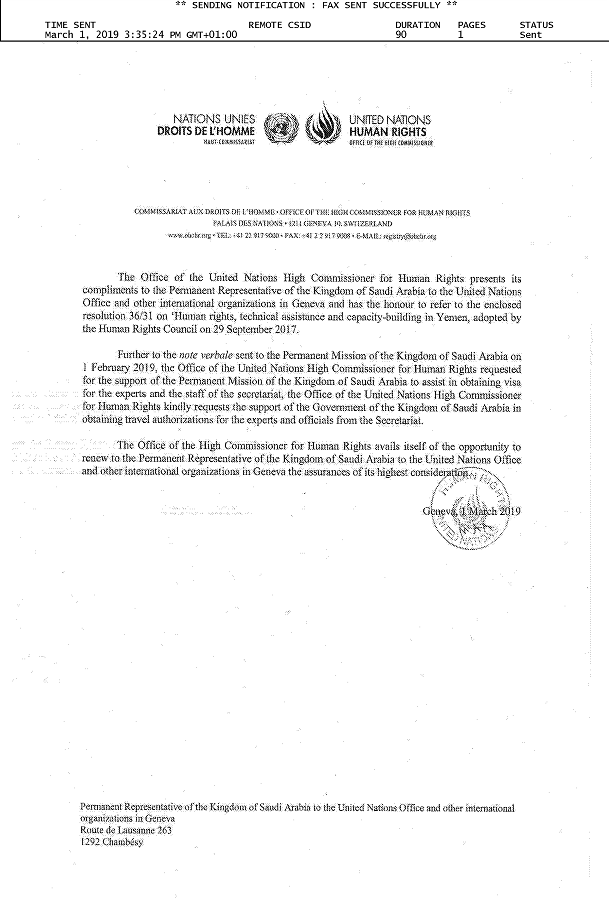 ** SENDING NOTIFICATION : FAX SENT SUCCESSFULLY **
TIME SENT REMOTE CSID DURATION PAGES STATUS
March 1, 2019 3:35:24 PM GMT+01:00 90 1 Sent
NATIONS UNIES
DROITS DE L'HOMME
HAUT-COMMISSARIAT
UNITED NATIONS
HUMAN RIGHTS
OFFICE OF THE HIGH COMMISSIONER
COMMISSARIAT AUX DROITS DE L'HOMME • OFFICE OF THE HIGH COMMISSIONER FOR HUMAN RIGHTS
PALAIS DES NATIONS • 1211 GENEVA 10, SWITZERLAND
www.ohchr.org • TEL: +41 22 917 9000 • FAX: +41 2 2 917 9008 • E-MAIL: registry@ohchr.org
The Office of the United Nations High Commissioner for Human Rights presents its
compliments to the Permanent Representative of the Kingdom of Saudi Arabia to the United Nations
Office and other international organizations in Geneva and has the honour to refer to the enclosed
resolution 36/31 on 'Human rights, technical assistance and capacity-building in Yemen, adopted by
the Human Rights Council on 29 September 2017.
Further to the note verbale sent to the Permanent Mission of the Kingdom of Saudi Arabia on
1 February 2019, the Office of the United Nations High Commissioner for Human Rights requested
for the support of the Permanent Mission of the Kingdom of Saudi Arabia to assist in obtaining visa
for the experts and the staff of the secretariat, the Office of the United Nations High Commissioner
for Human Rights kindly requests the support of the Government of the Kingdom of Saudi Arabia in
obtaining travel authorizations for the experts and officials from the Secretariat.
The Office of the High Commissioner for Human Rights avails itself of the opportunity to
renew to the Permanent Representative of the Kingdom of Saudi Arabia to the United Nations Office
and other international organizations in Geneva the assurances of its highest consideration.
HUMAN RIGHTS
UNITED NATIONS
Geneva, 1 March 2019
Permanent Representative of the Kingdom of Saudi Arabia to the United Nations Office and other international
organizations in Geneva
Route de Lausanne 263
1292 Chambésy